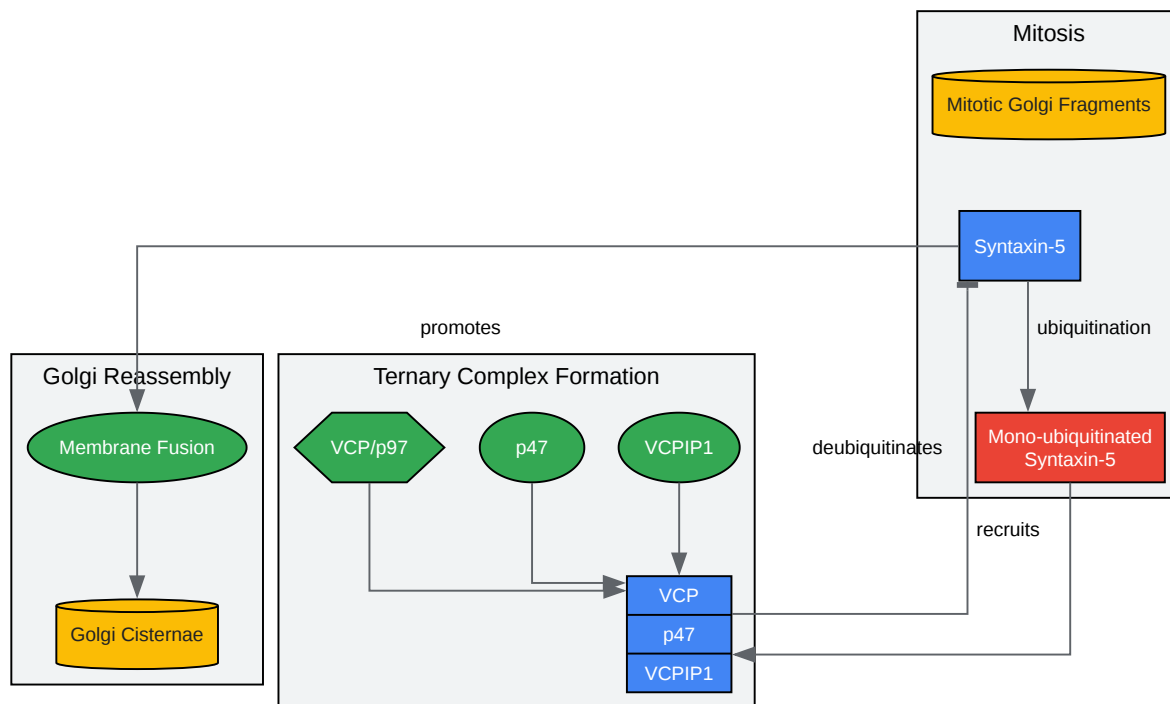 Mitosis
Mitotic Golgi Fragments
Syntaxin-5
promotes
ubiquitination
Golgi Reassembly
Ternary Complex Formation
Membrane Fusion
VCP/p97
p47
VCPIP1
deubiquitinates
Mono-ubiquitinated
Syntaxin-5
recruits
VCP
p47
VCPIP1
Golgi Cisternae